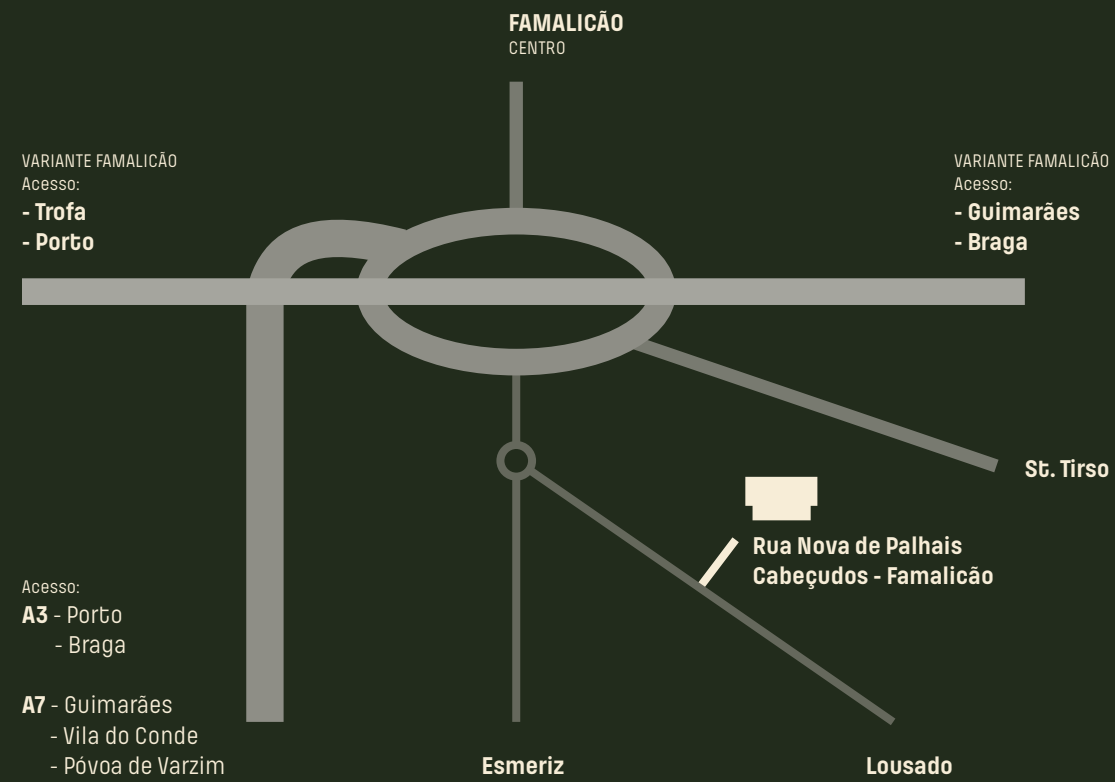 FAMALICÃO
CENTRO
VARIANTE FAMALICÃO
Acesso:
- Trofa
- Porto
VARIANTE FAMALICÃO
Acesso:
- Guimarães
- Braga
St. Tirso
Rua Nova de Palhais
Cabeçudos - Famalicão
Acesso:
A3 - Porto
- Braga
A7 - Guimarães
- Vila do Conde
- Póvoa de Varzim
Esmeriz
Lousado